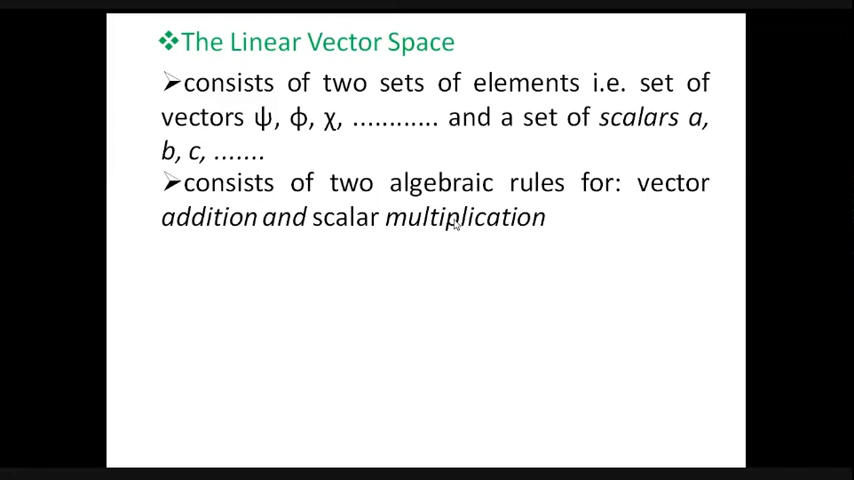 ❖The Linear Vector Space
➢consists of two sets of elements i.e. set of
vectors ψ, ϕ, χ, ............ and a set of scalars a,
b, c, .......
➢consists of two algebraic rules for: vector
addition and scalar multiplication